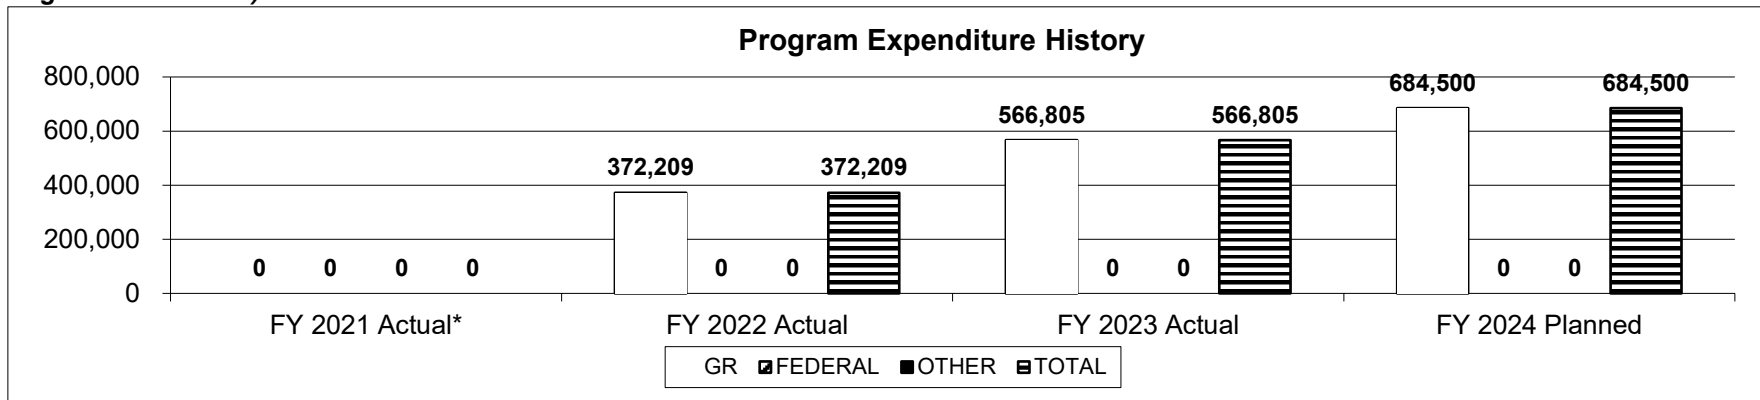 Program Expenditure History
800,000
600,000
400,000
200,000
0
0 0 0 0
372,209 0 0 372,209
566,805 0 0 566,805
684,500 0 0 684,500
FY 2021 Actual* FY 2022 Actual FY 2023 Actual FY 2024 Planned
GR FEDERAL OTHER TOTAL